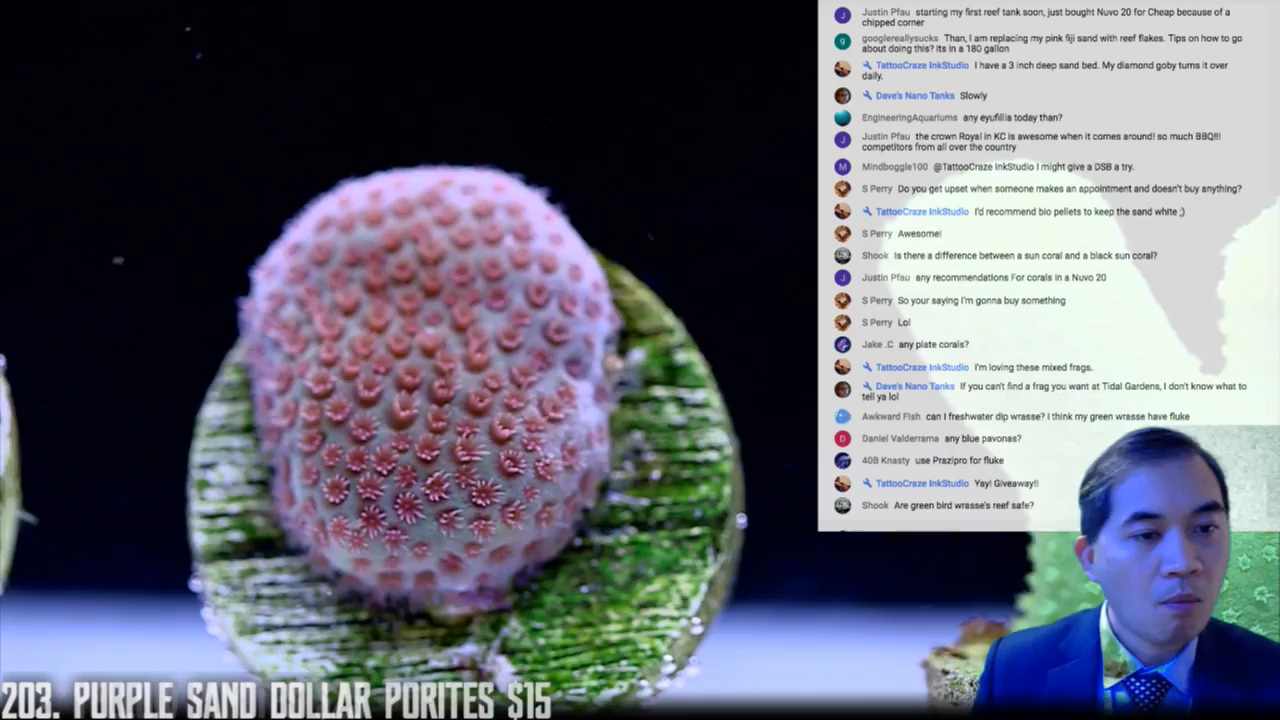 Justin Pfau starting my first reef tank soon, just bought Nuvo 20 for Cheap because of a
chipped corner
googlereallysucks Than, I am replacing my pink fiji sand with reef flakes. Tips on how to go
about doing this? its in a 180 gallon
TattooCraze InkStudio I have a 3 inch deep sand bed. My diamond goby turns it over
daily.
Dave's Nano Tanks Slowly
EngineeringAquariums any eyufillia today than?
Justin Pfau the crown Royal in KC is awesome when it comes around! so much BBQ!!!
competitors from all over the country
Mindboggle100 @TattooCraze InkStudio I might give a DSB a try.
S Perry Do you get upset when someone makes an appointment and doesn't buy anything?
TattooCraze InkStudio I'd recommend bio pellets to keep the sand white ;)
S Perry Awesome!
Shook Is there a difference between a sun coral and a black sun coral?
Justin Pfau any recommendations For corals in a Nuvo 20
S Perry So your saying I'm gonna buy something
S Perry Lol
Jake .C any plate corals?
TattooCraze InkStudio I'm loving these mixed frags.
Dave's Nano Tanks If you can't find a frag you want at Tidal Gardens, I don't know what to
tell ya lol
Awkward Fish can I freshwater dip wrasse? I think my green wrasse have fluke
Daniel Valderrama any blue pavonas?
40B Knasty use Prazipro for fluke
TattooCraze InkStudio Yay! Giveaway!!
Shook Are green bird wrasse's reef safe?
203. PURPLE SAND DOLLAR PORITES $15